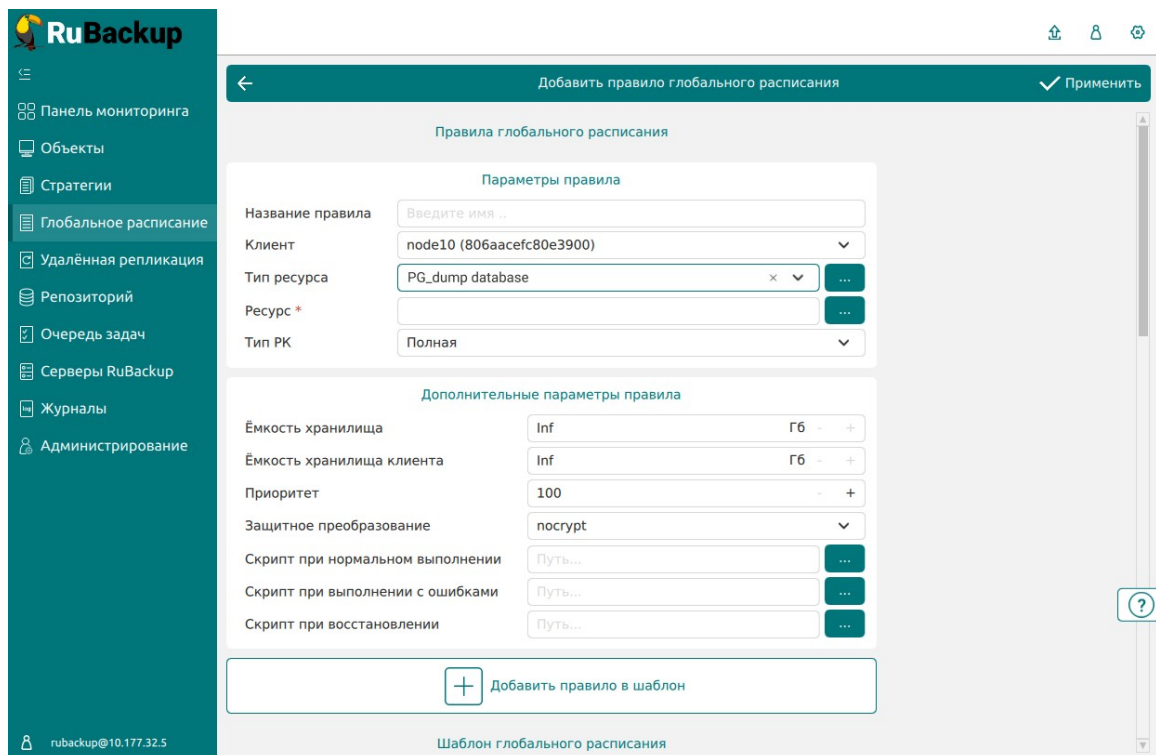 RuBackup
Панель мониторинга
Объекты
Стратегии
Глобальное расписание
Удалённая репликация
Репозиторий
Очередь задач
Серверы RuBackup
Журналы
Администрирование
rubackup@10.177.32.5
Добавить правило глобального расписания
Применить
Правила глобального расписания
Параметры правила
Название правила Введите имя ..
Клиент node10 (806aacefc80e3900)
Тип ресурса PG_dump database × ...
Ресурс * ...
Тип РК Полная
Дополнительные параметры правила
Ёмкость хранилища Inf Гб - +
Ёмкость хранилища клиента Inf Гб - +
Приоритет 100 - +
Защитное преобразование nocrypt
Скрипт при нормальном выполнении Путь... ...
Скрипт при выполнении с ошибками Путь... ...
Скрипт при восстановлении Путь... ...
Добавить правило в шаблон
Шаблон глобального расписания
?